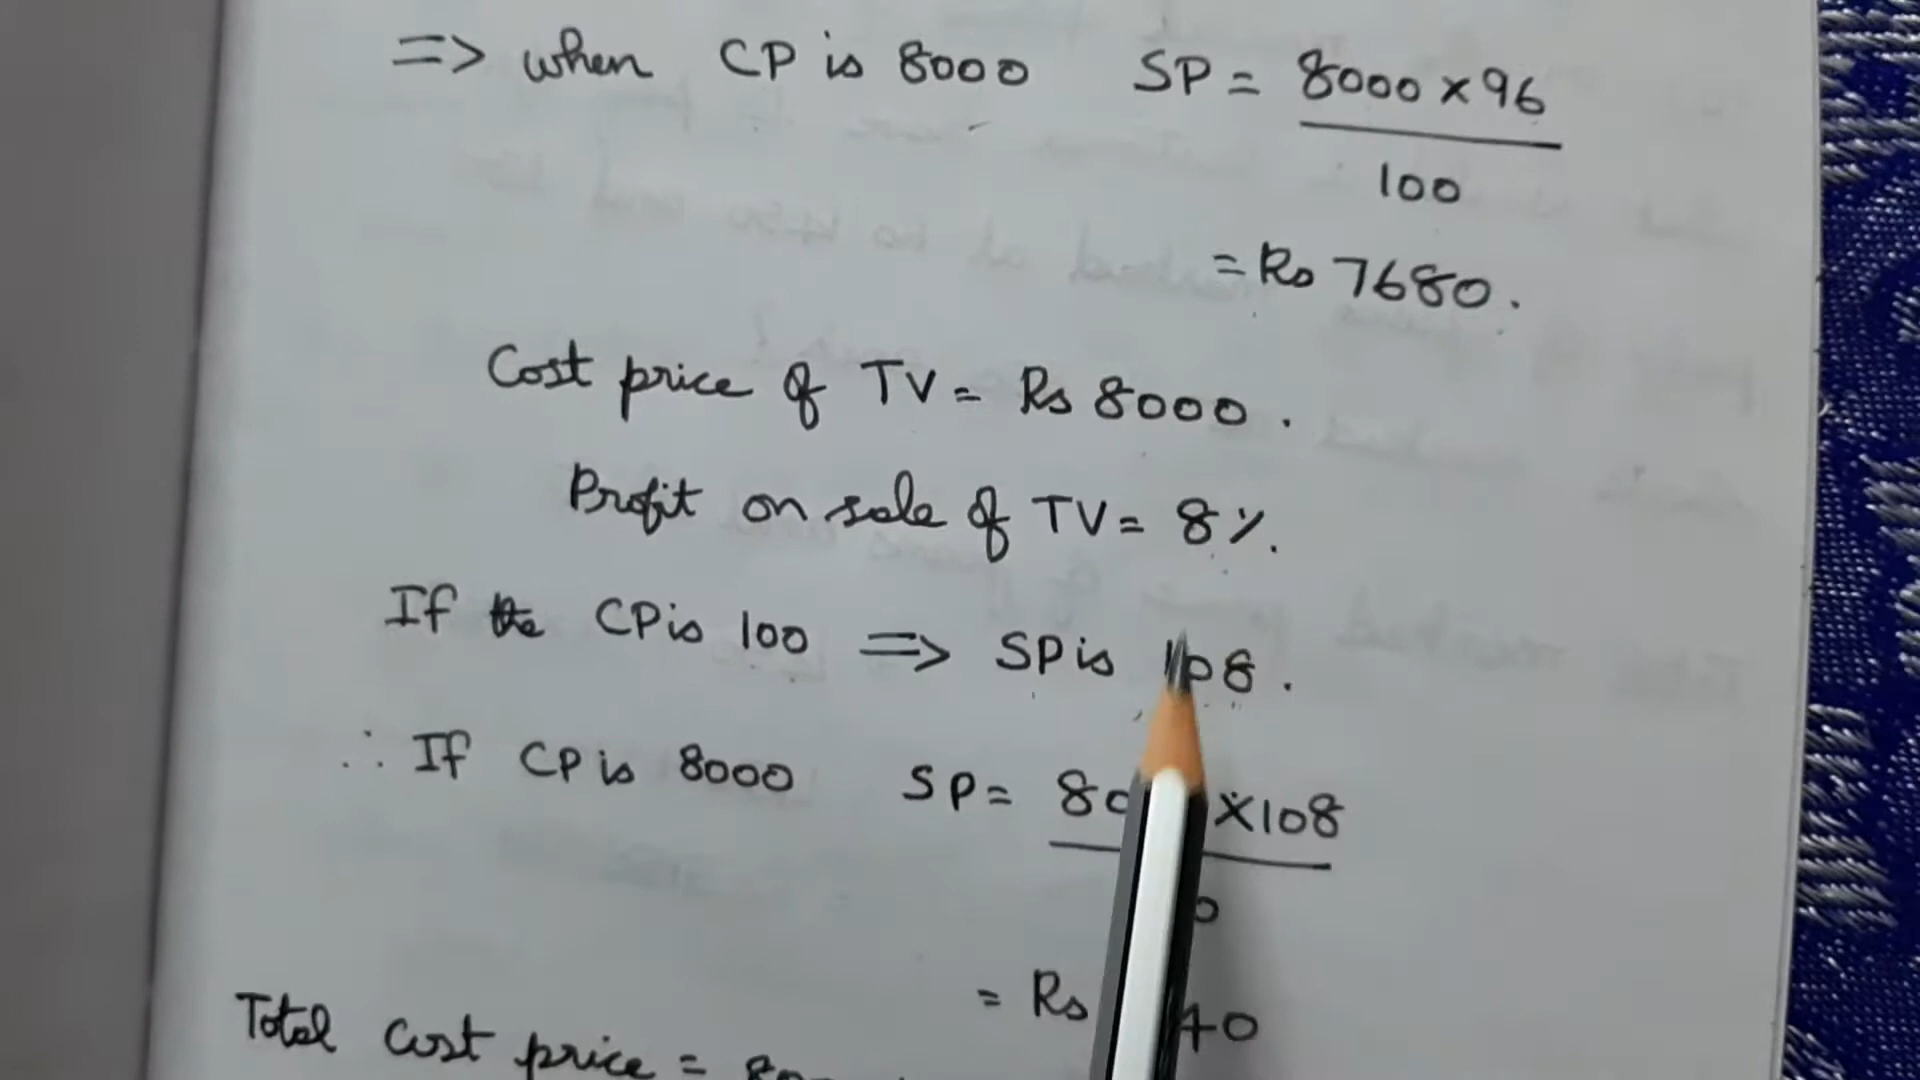 => when CP is 8000 SP = 8000 x 96
100
= Rs 7680.
Cost price of TV = Rs 8000.
Profit on sale of TV = 8%.
If the CP is 100 => SP is 108.
∴ If CP is 8000 SP = x108
= Rs
Total cost price =